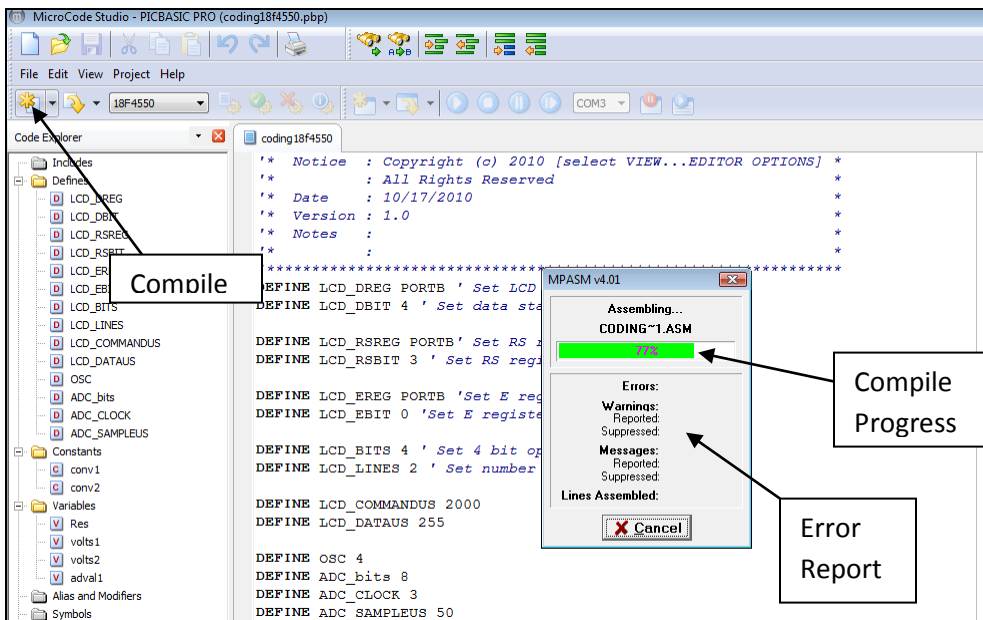 MicroCode Studio - PICBASIC PRO (coding18f4550.pbp)
File Edit View Project Help
18F4550
COM3
Code Explorer
coding18f4550
Includes
Defines
LCD_DREG
LCD_DBIT
LCD_RSREG
LCD_RSBIT
LCD_BITS
LCD_LINES
LCD_COMMANDUS
LCD_DATAUS
OSC
ADC_bits
ADC_CLOCK
ADC_SAMPLEUS
Constants
conv1
conv2
Variables
Res
volts1
volts2
adval1
Alias and Modifiers
Symbols
'* Notice : Copyright (c) 2010 [select VIEW...EDITOR OPTIONS] *
'* : All Rights Reserved *
'* Date : 10/17/2010 *
'* Version : 1.0 *
'* Notes : *
'* : *
DEFINE LCD_DREG PORTB ' Set LCD
DEFINE LCD_DBIT 4 ' Set data
DEFINE LCD_RSREG PORTB' Set RS
DEFINE LCD_RSBIT 3 ' Set RS
DEFINE LCD_EREG PORTB 'Set E
DEFINE LCD_EBIT 0 'Set E
DEFINE LCD_BITS 4 ' Set 4 bit
DEFINE LCD_LINES 2 ' Set number
DEFINE LCD_COMMANDUS 2000
DEFINE LCD_DATAUS 255
DEFINE OSC 4
DEFINE ADC_bits 8
DEFINE ADC_CLOCK 3
DEFINE ADC_SAMPLEUS 50
MPASM v4.01
Assembling...
CODING~1.ASM
77%
Errors:
Warnings:
Reported:
Suppressed:
Messages:
Reported:
Suppressed:
Lines Assembled:
Cancel
Compile
Compile
Progress
Error
Report